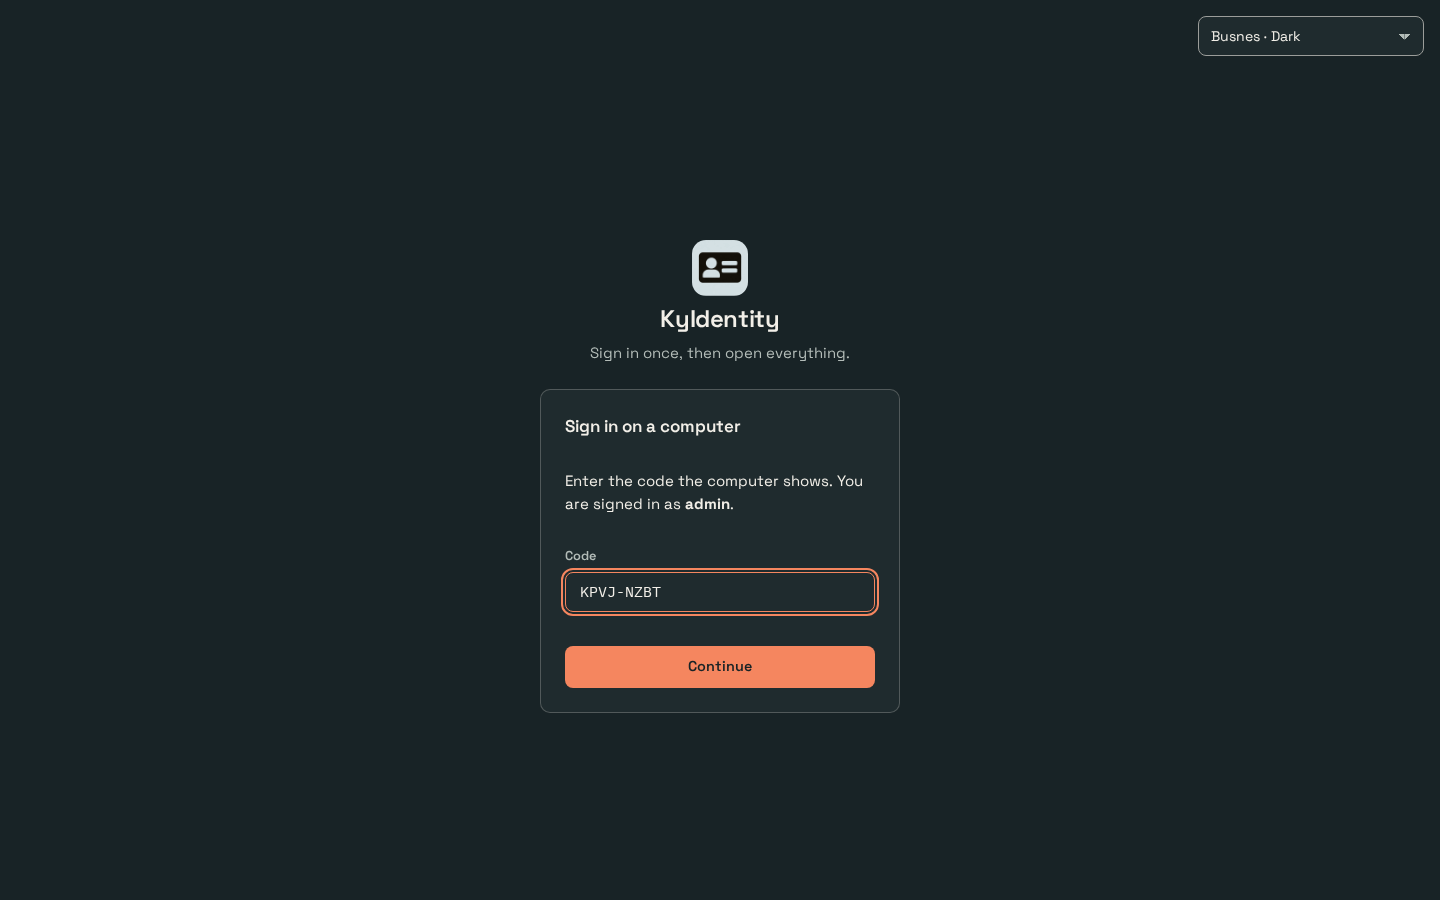 Busnes · Dark
KyIdentity
Sign in once, then open everything.
Sign in on a computer
Enter the code the computer shows. You
are signed in as admin.
Code
KPVJ-NZBT
Continue